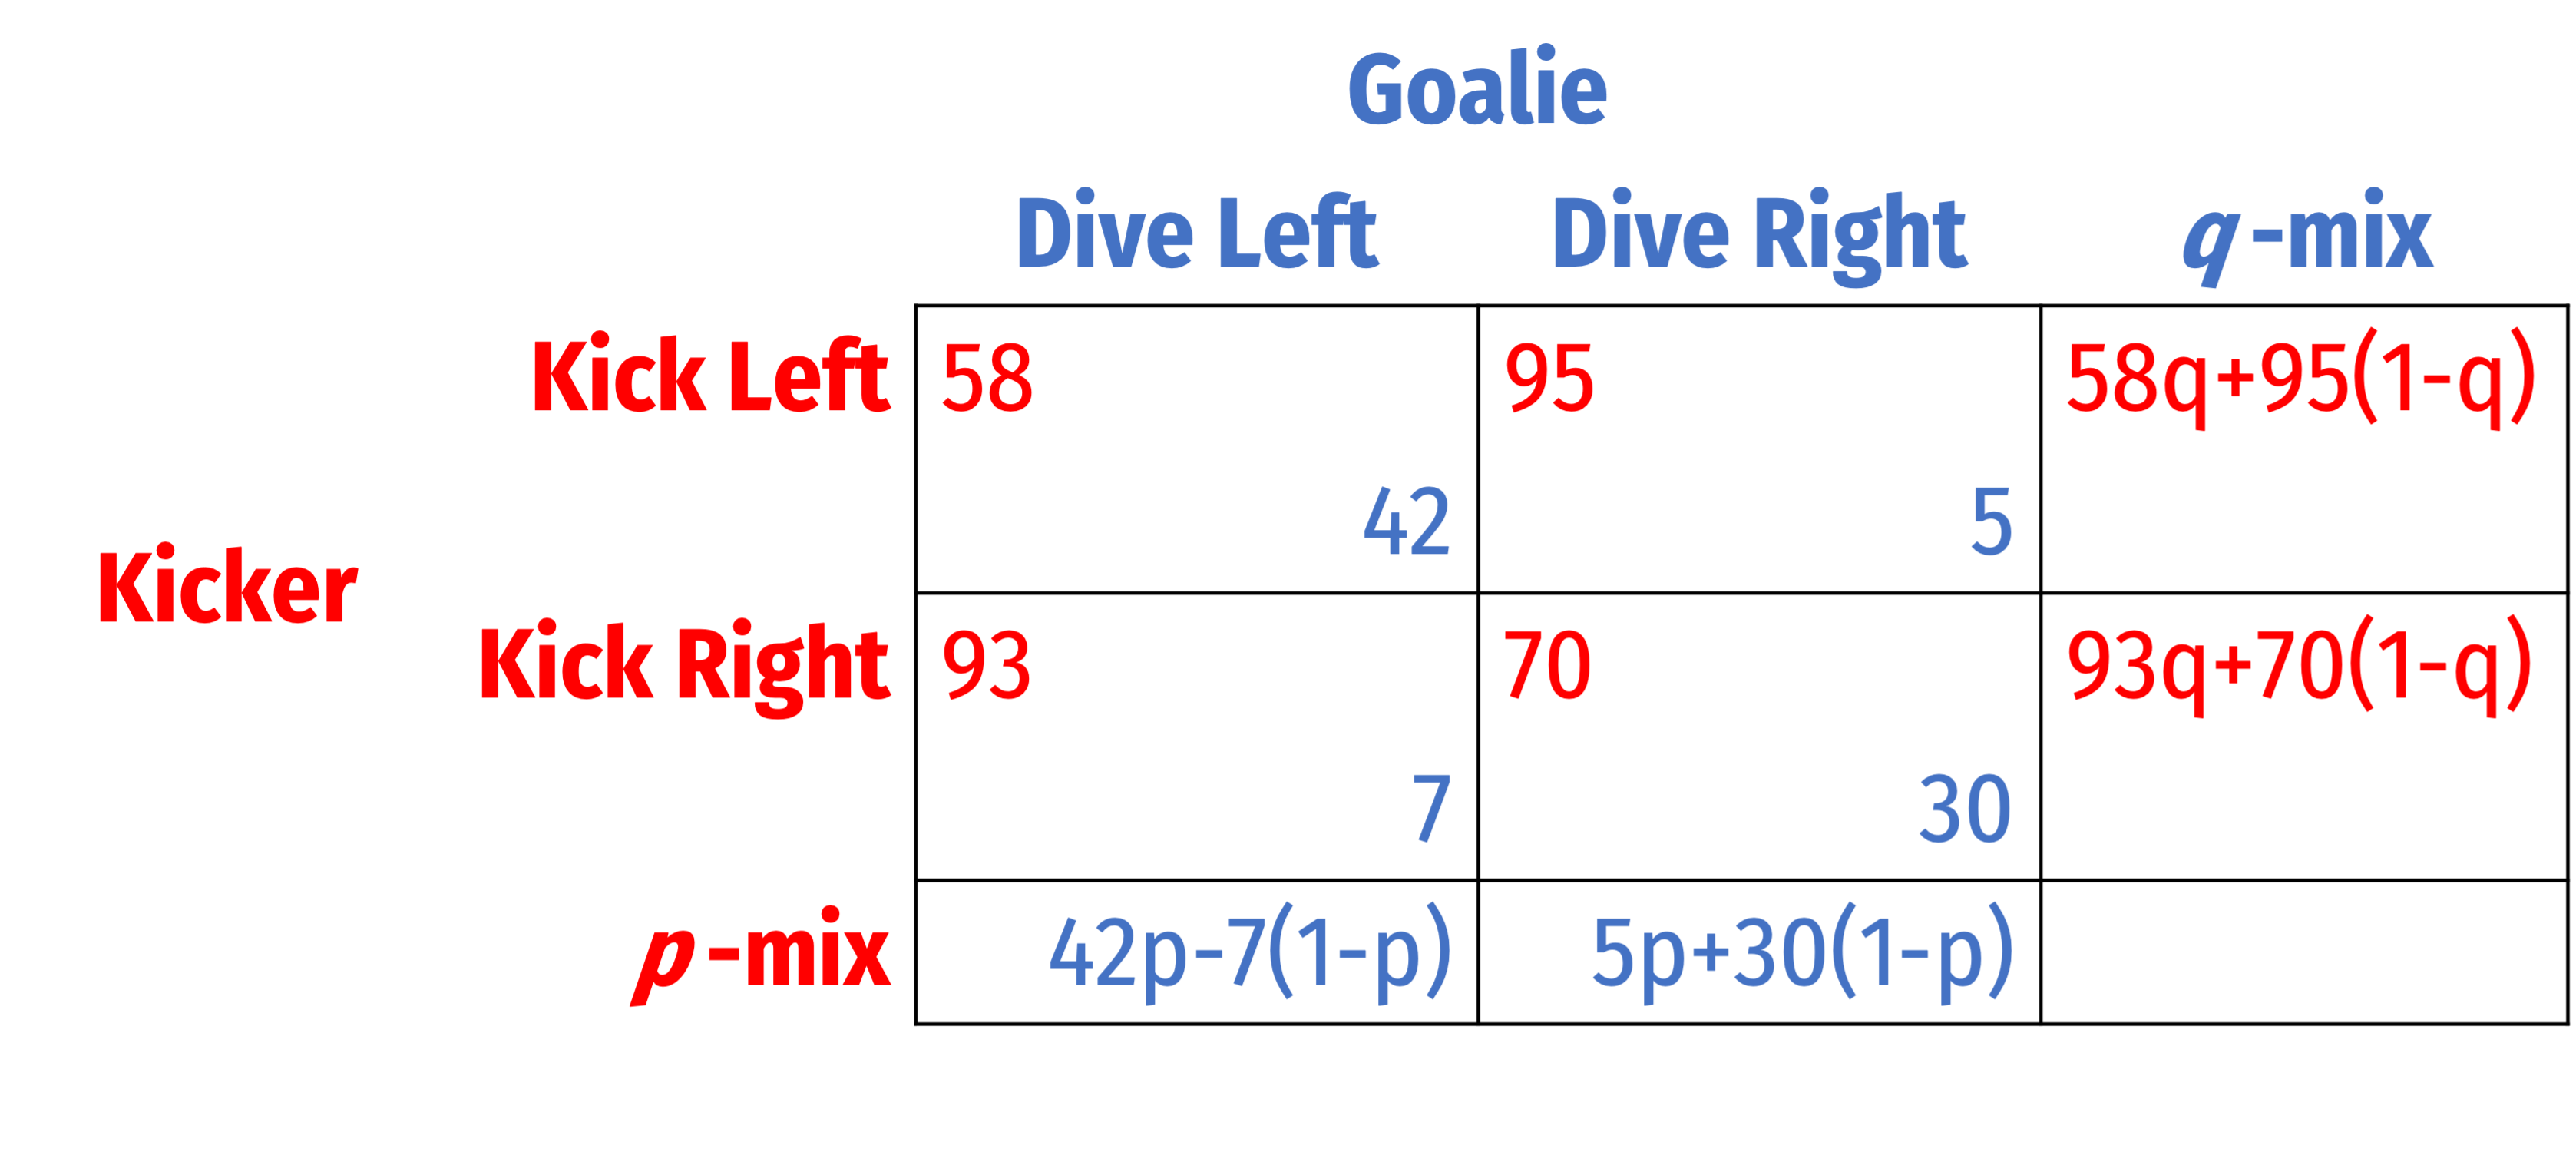 Goalie
Dive Left Dive Right q-mix
Kick Left 58 95 58q+95(1-q)
42 5
Kicker
Kick Right 93 70 93q+70(1-q)
7 30
p-mix 42p-7(1-p) 5p+30(1-p)